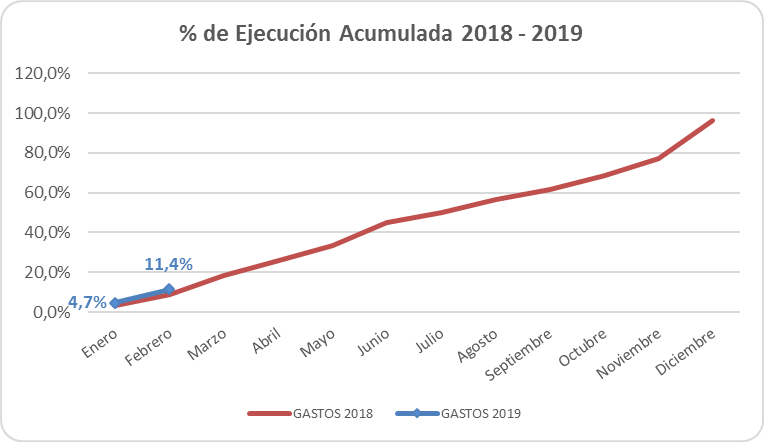 % de Ejecución Acumulada 2018 - 2019
120,0%
100,0%
80,0%
60,0%
40,0%
20,0%
0,0%
11,4%
4,7%
Enero
Febrero
Marzo
Abril
Mayo
Junio
Julio
Agosto
Septiembre
Octubre
Noviembre
Diciembre
GASTOS 2018
GASTOS 2019